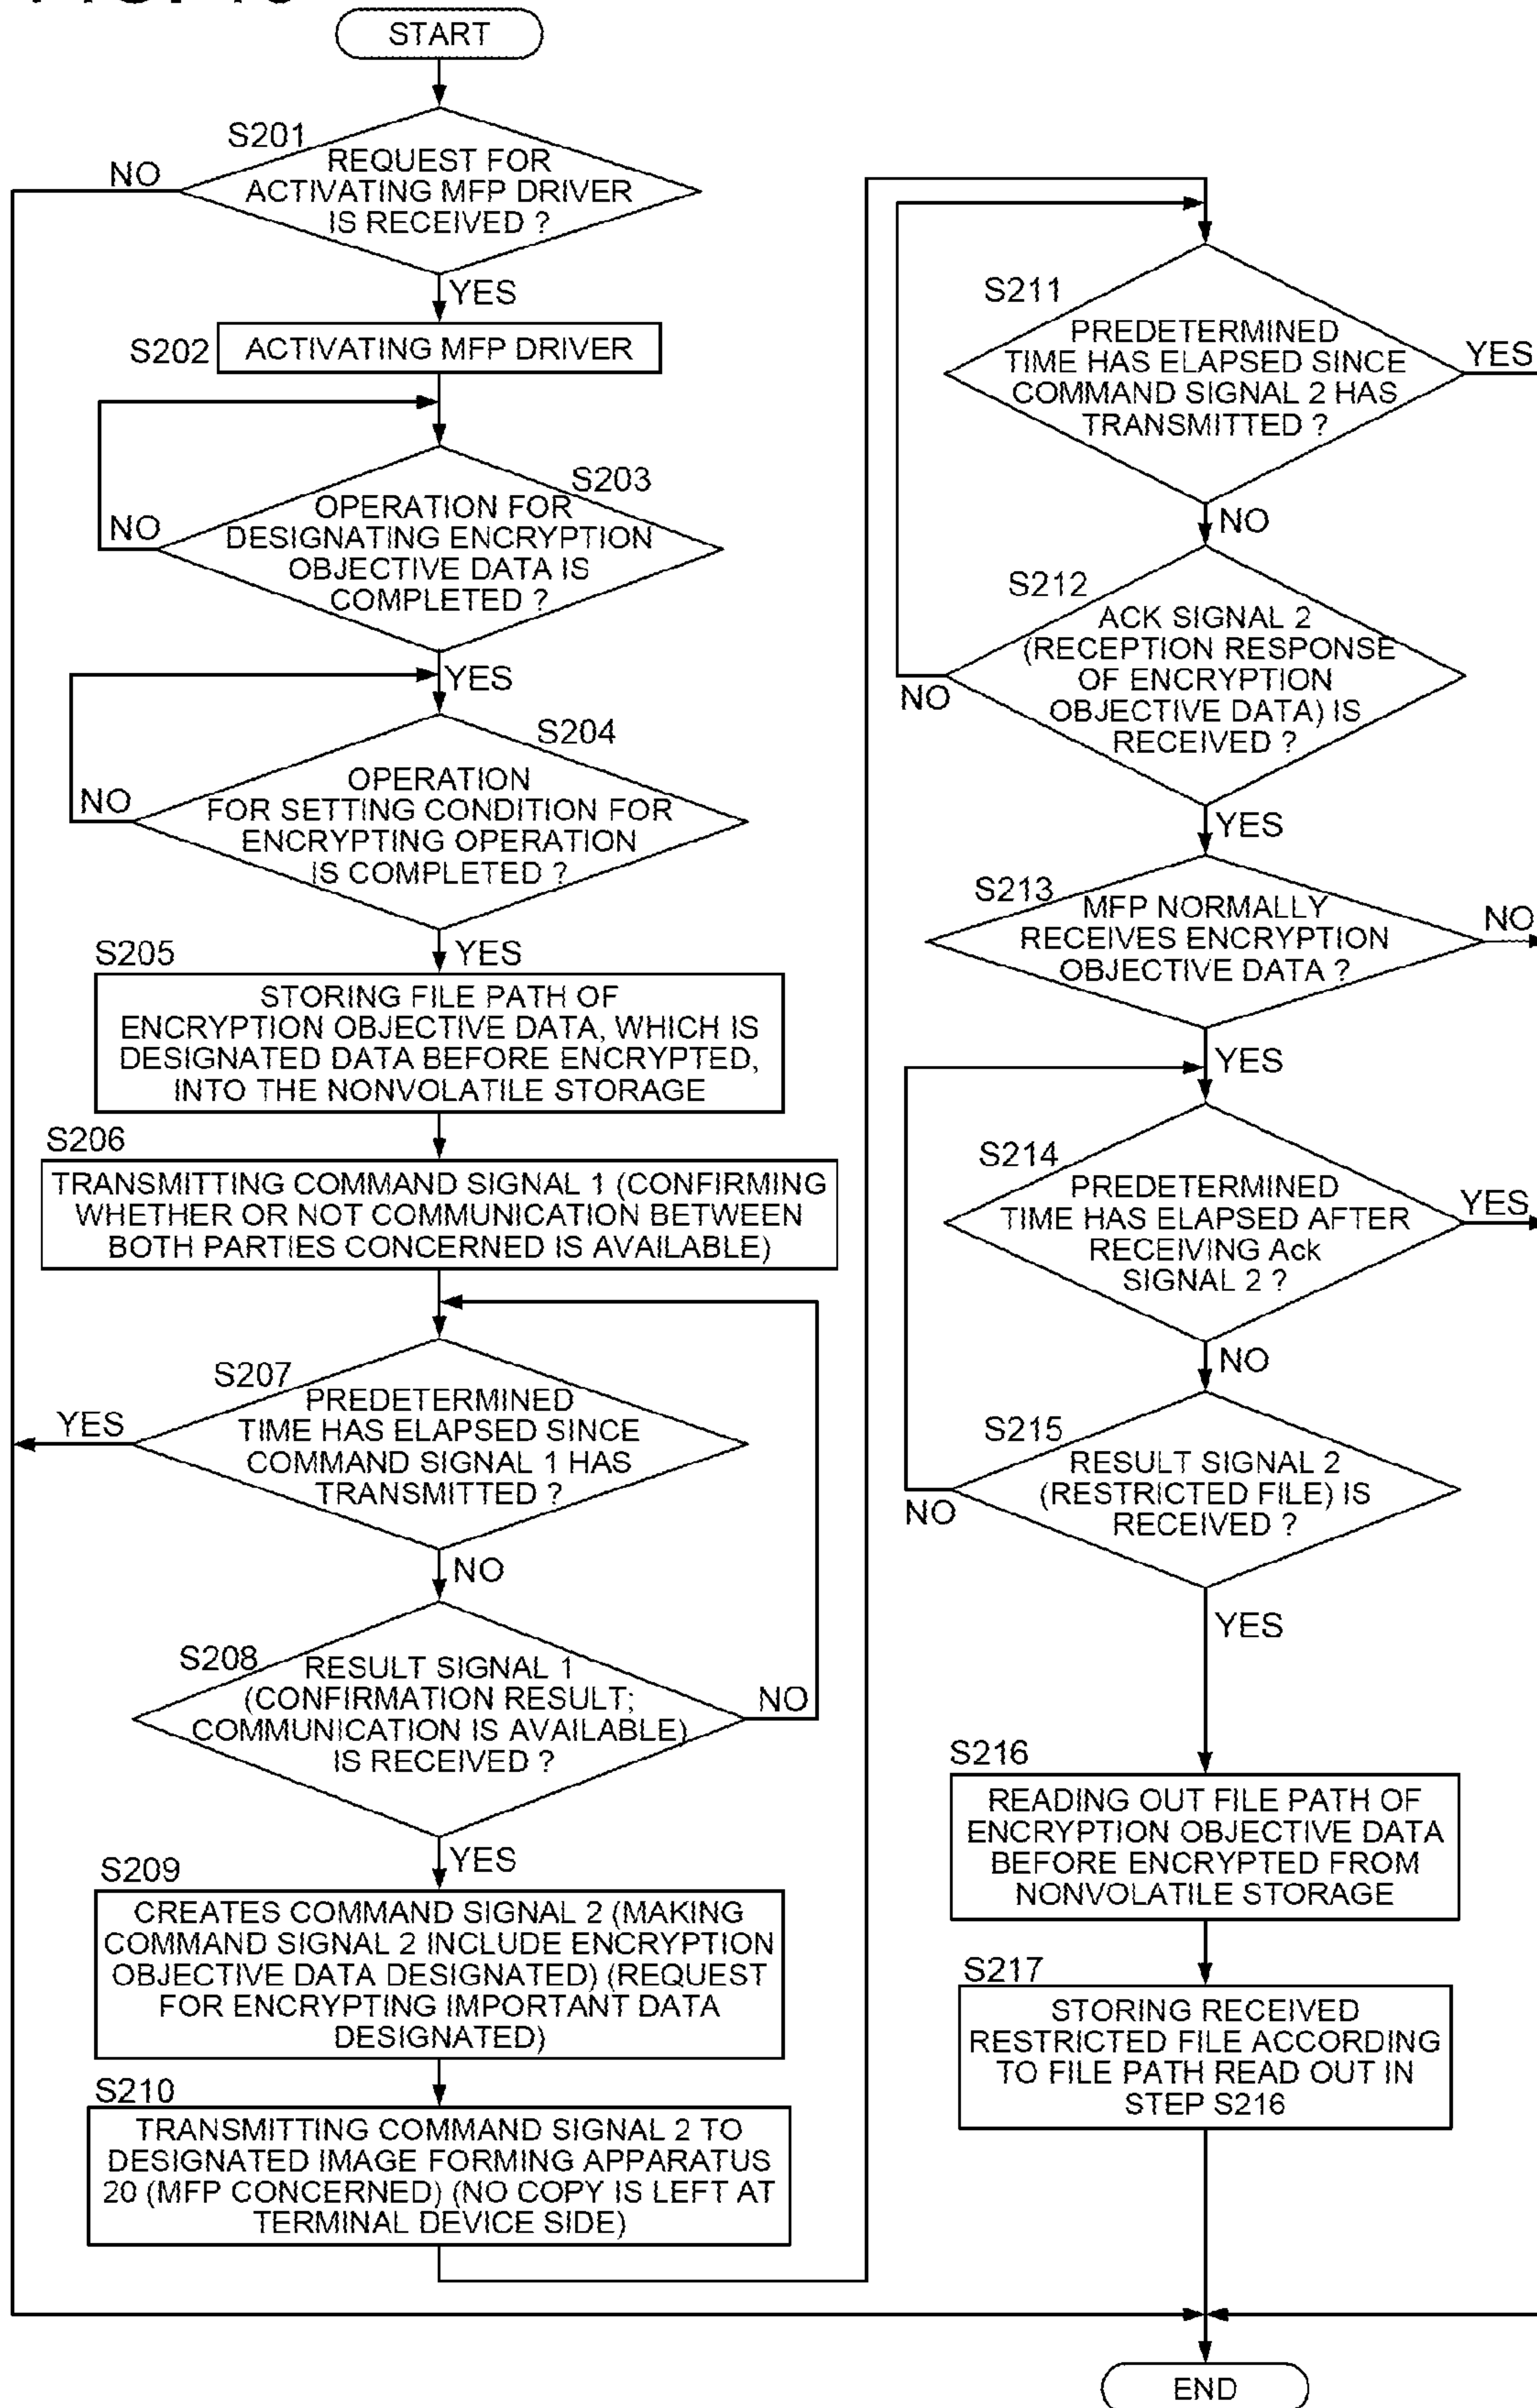 START
S201
REQUEST FOR
ACTIVATING MFP DRIVER
IS RECEIVED ?
NO
YES
S202
ACTIVATING MFP DRIVER
S203
OPERATION FOR
DESIGNATING ENCRYPTION
OBJECTIVE DATA IS
COMPLETED ?
NO
YES
S204
OPERATION
FOR SETTING CONDITION FOR
ENCRYPTING OPERATION
IS COMPLETED ?
NO
YES
S205
STORING FILE PATH OF
ENCRYPTION OBJECTIVE DATA, WHICH IS
DESIGNATED DATA BEFORE ENCRYPTED,
INTO THE NONVOLATILE STORAGE
S206
TRANSMITTING COMMAND SIGNAL 1 (CONFIRMING
WHETHER OR NOT COMMUNICATION BETWEEN
BOTH PARTIES CONCERNED IS AVAILABLE)
S207
PREDETERMINED
TIME HAS ELAPSED SINCE
COMMAND SIGNAL 1 HAS
TRANSMITTED ?
YES
NO
S208
RESULT SIGNAL 1
(CONFIRMATION RESULT;
COMMUNICATION IS AVAILABLE)
IS RECEIVED ?
NO
YES
S209
CREATES COMMAND SIGNAL 2 (MAKING
COMMAND SIGNAL 2 INCLUDE ENCRYPTION
OBJECTIVE DATA DESIGNATED) (REQUEST
FOR ENCRYPTING IMPORTANT DATA
DESIGNATED)
S210
TRANSMITTING COMMAND SIGNAL 2 TO
DESIGNATED IMAGE FORMING APPARATUS
20 (MFP CONCERNED) (NO COPY IS LEFT AT
TERMINAL DEVICE SIDE)
S211
PREDETERMINED
TIME HAS ELAPSED SINCE
COMMAND SIGNAL 2 HAS
TRANSMITTED ?
YES
NO
S212
ACK SIGNAL 2
(RECEPTION RESPONSE
OF ENCRYPTION
OBJECTIVE DATA) IS
RECEIVED ?
NO
YES
S213
MFP NORMALLY
RECEIVES ENCRYPTION
OBJECTIVE DATA ?
NO
YES
S214
PREDETERMINED
TIME HAS ELAPSED AFTER
RECEIVING Ack
SIGNAL 2 ?
YES
NO
S215
RESULT SIGNAL 2
(RESTRICTED FILE) IS
RECEIVED ?
NO
YES
S216
READING OUT FILE PATH OF
ENCRYPTION OBJECTIVE DATA
BEFORE ENCRYPTED FROM
NONVOLATILE STORAGE
S217
STORING RECEIVED
RESTRICTED FILE ACCORDING
TO FILE PATH READ OUT IN
STEP S216
END